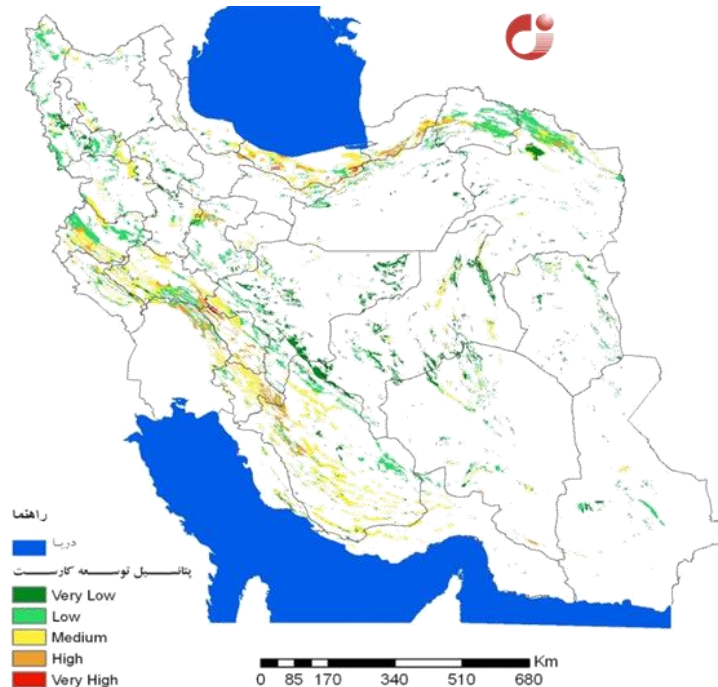 راهنما
دریا
پتانسیل توسعه کارست
Very Low
Low
Medium
High
Very High
Km
0 85 170 340 510 680